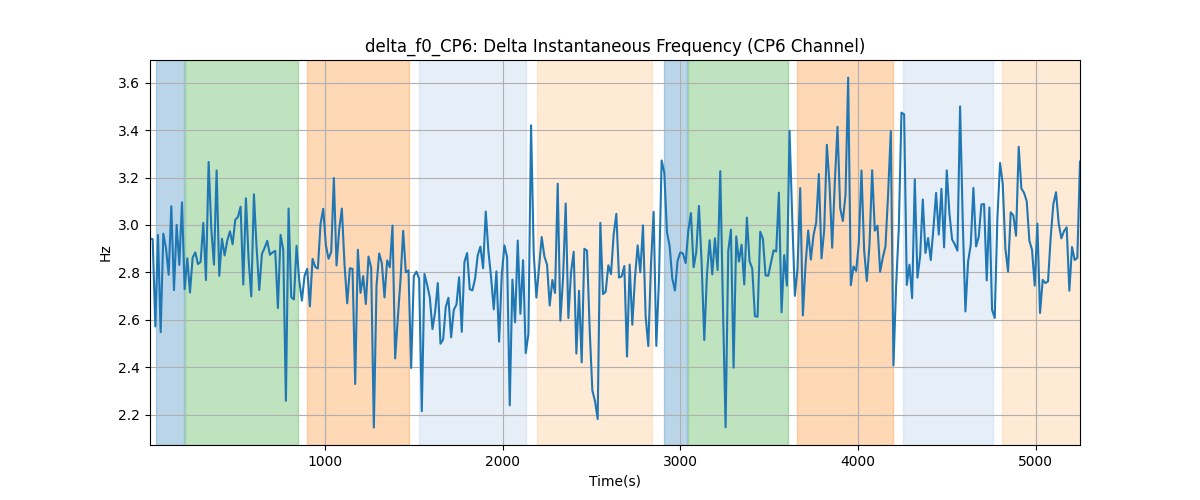 delta_f0_CP6: Delta Instantaneous Frequency (CP6 Channel)
3.6
3.4
3.2
3.0
2.8
2.6
2.4
2.2
Hz
1000 2000 3000 4000 5000
Time(s)